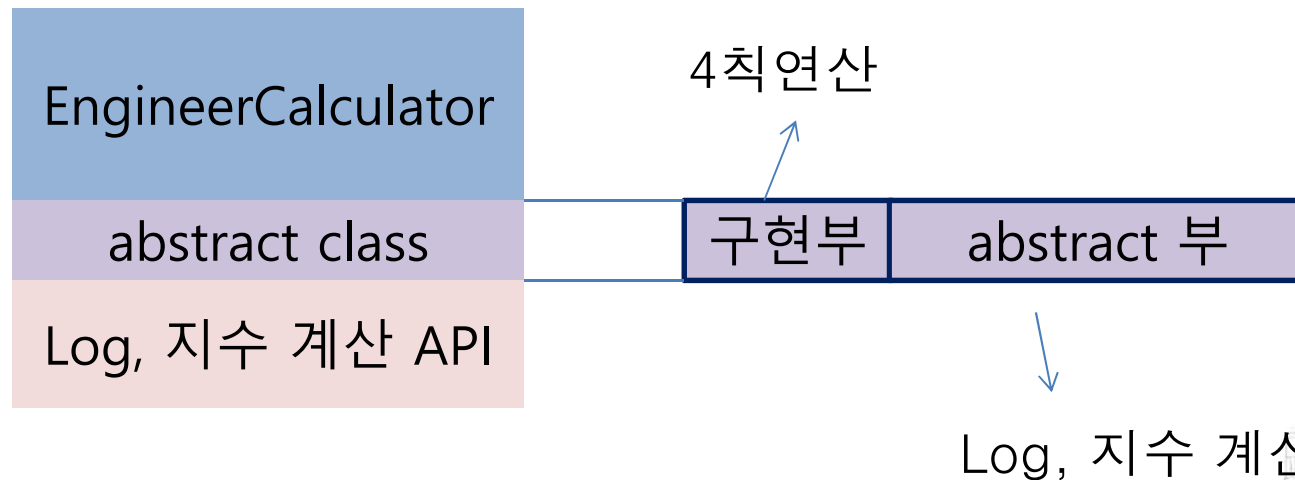 4칙연산
EngineerCalculator
abstract class
구현부
abstract 부
Log, 지수 계산 API
Log, 지수